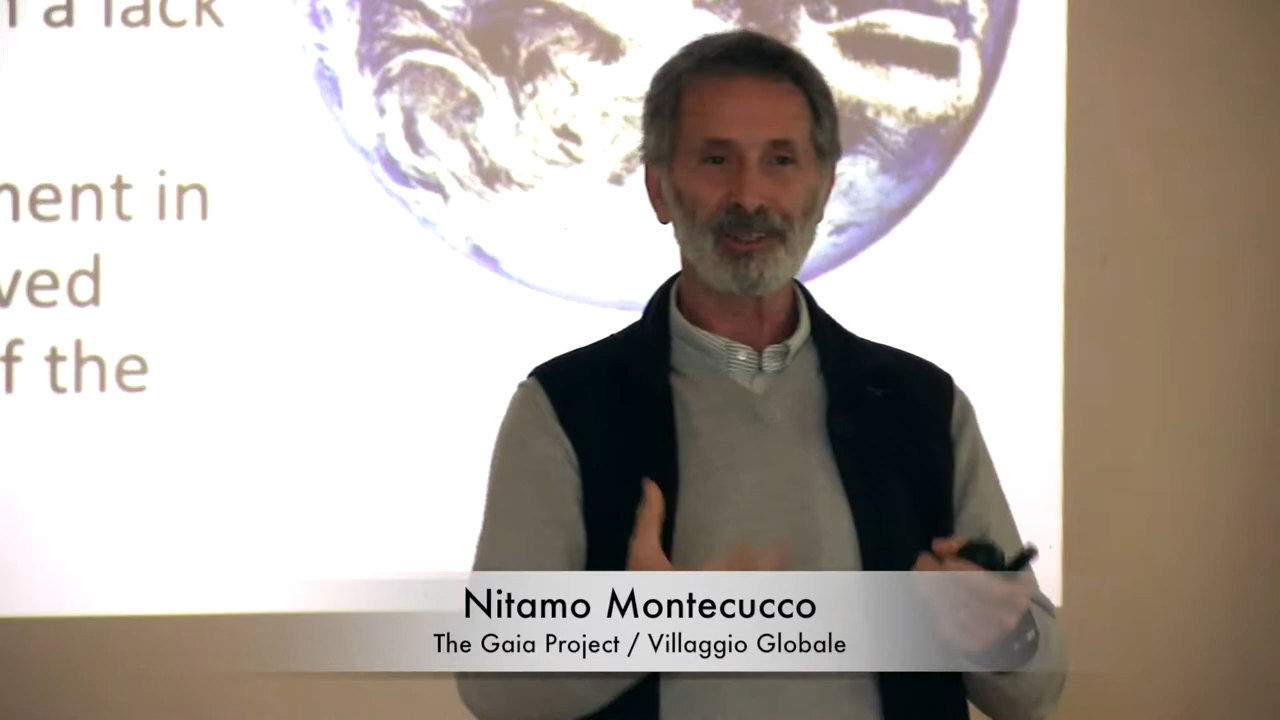 a lack
ment in
ved
f the
Nitamo Montecucco
The Gaia Project / Villaggio Globale